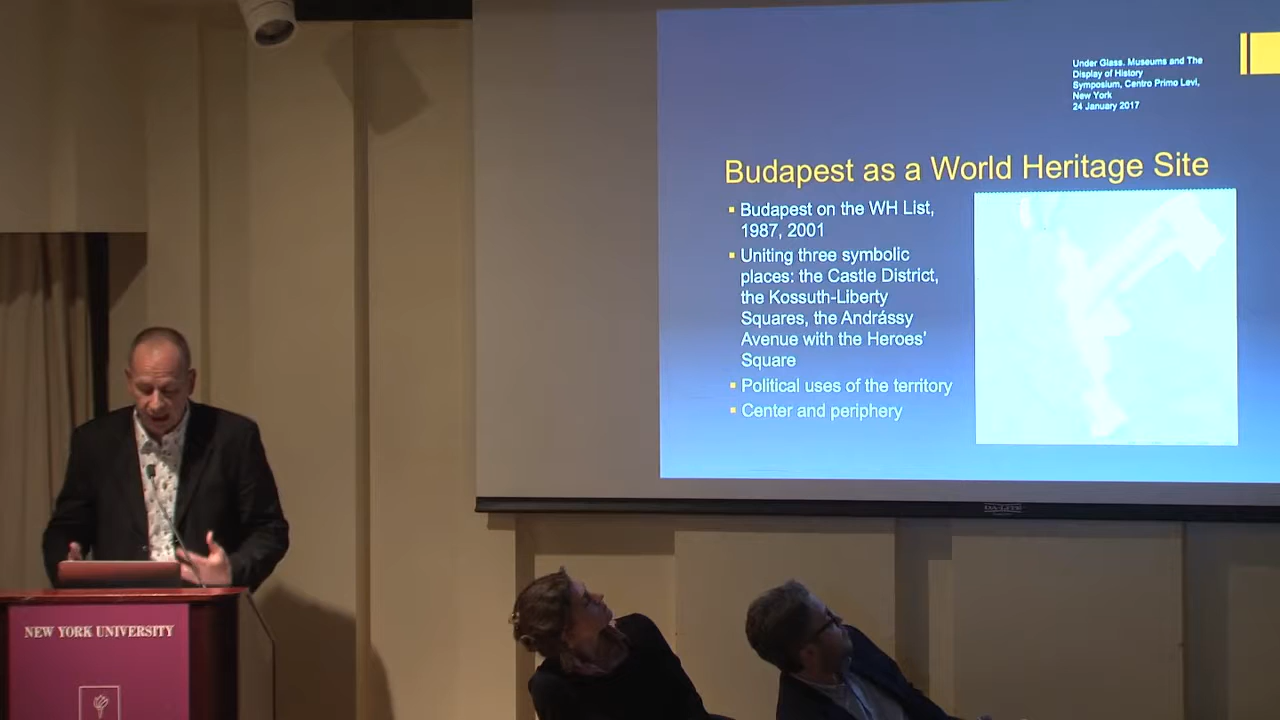 Under Glass. Museums and The
Display of History
Symposium, Centro Primo Levi,
New York
24 January 2017
Budapest as a World Heritage Site
Budapest on the WH List,
1987, 2001
Uniting three symbolic
places: the Castle District,
the Kossuth-Liberty
Squares, the Andrássy
Avenue with the Heroes'
Square
Political uses of the territory
Center and periphery
DA-LITE
NEW YORK UNIVERSITY